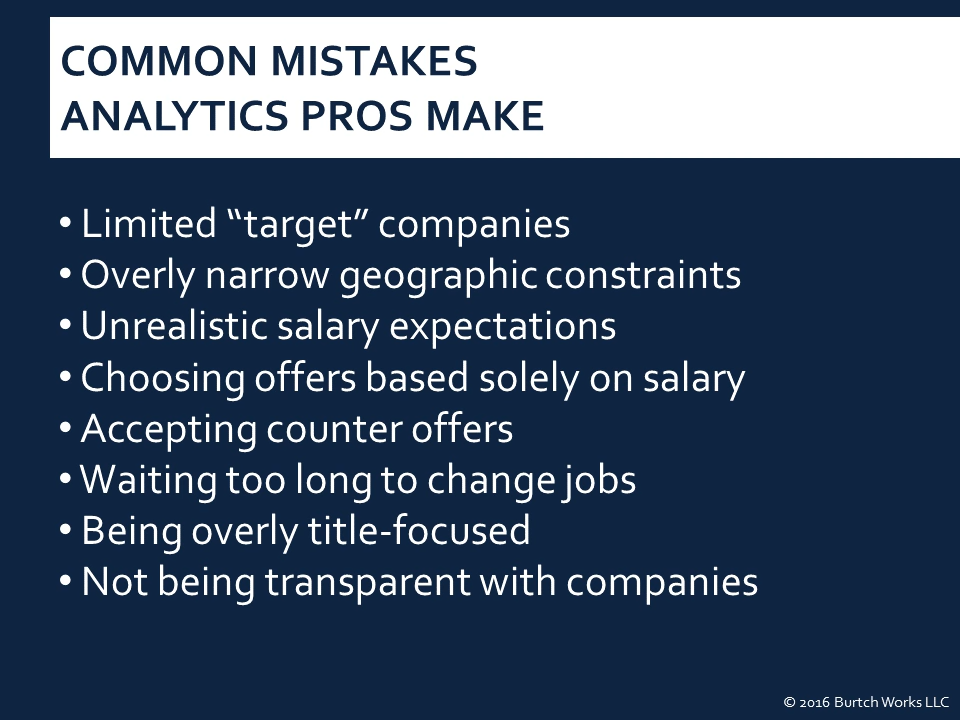 COMMON MISTAKES
ANALYTICS PROS MAKE
• Limited “target” companies
• Overly narrow geographic constraints
• Unrealistic salary expectations
• Choosing offers based solely on salary
• Accepting counter offers
• Waiting too long to change jobs
• Being overly title-focused
• Not being transparent with companies
© 2016 Burtch Works LLC